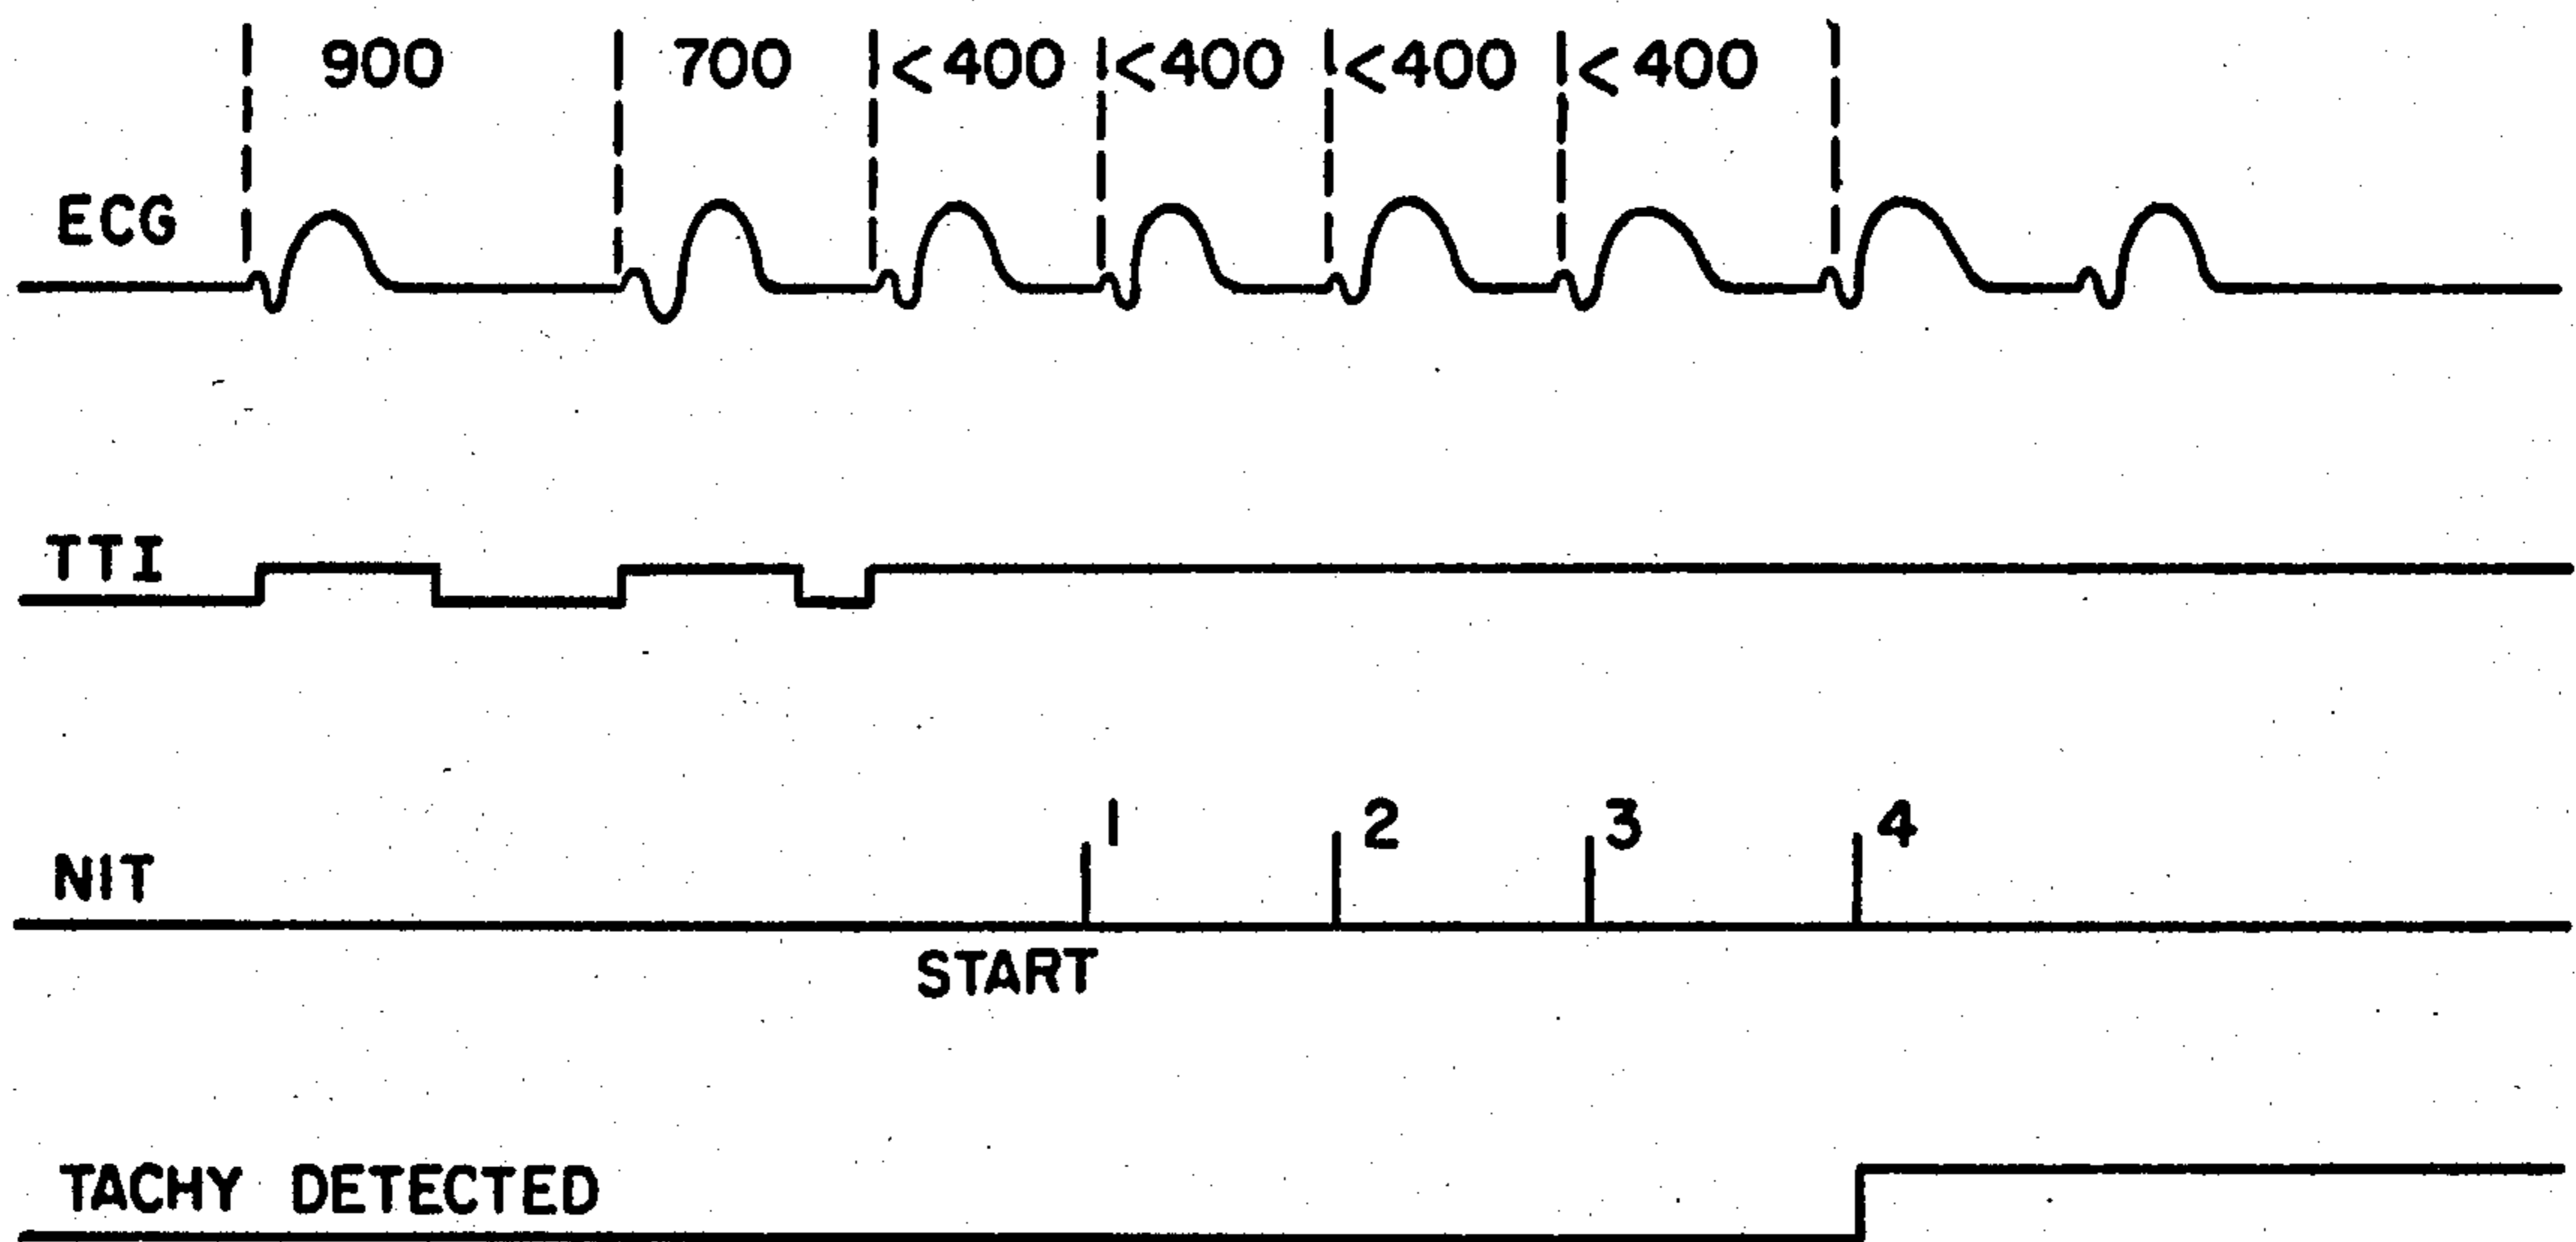 900 700 <400 <400 <400 <400
ECG
TTI
1 2 3 4
NIT
START
TACHY DETECTED